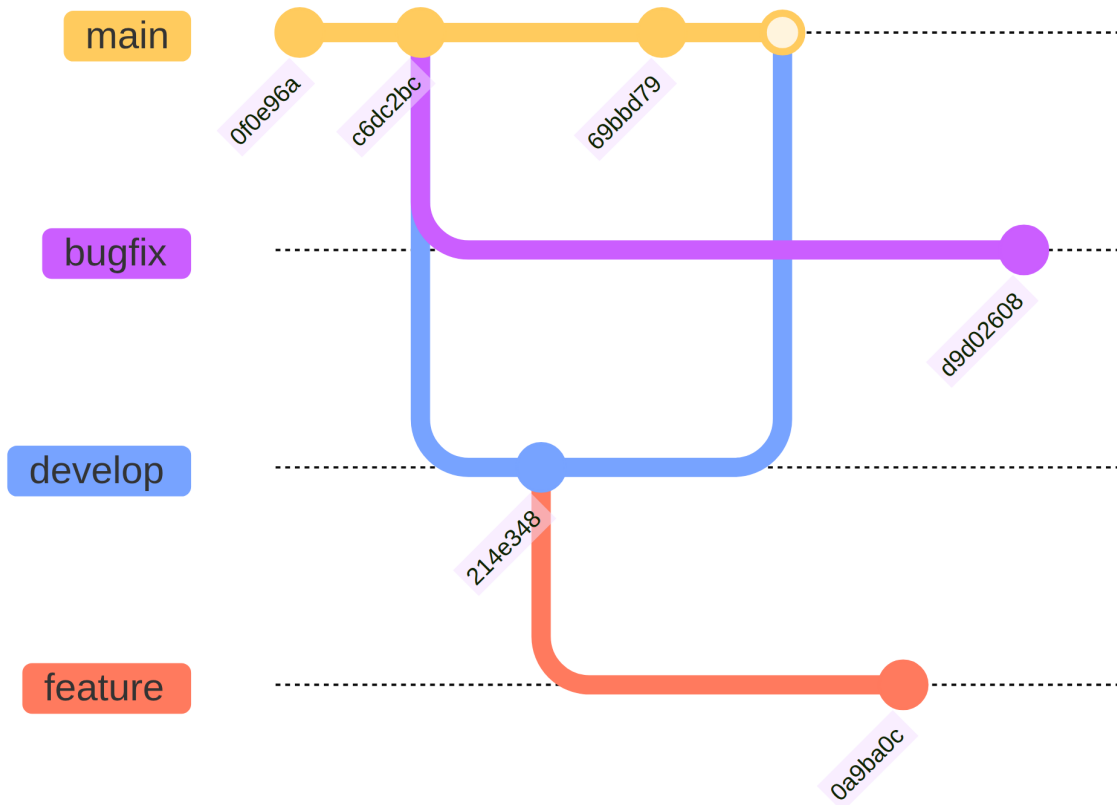 main
0f0e96a
c6dc2bc
69bbd79
bugfix
d9d02608
develop
214e348
feature
0a9ba0c